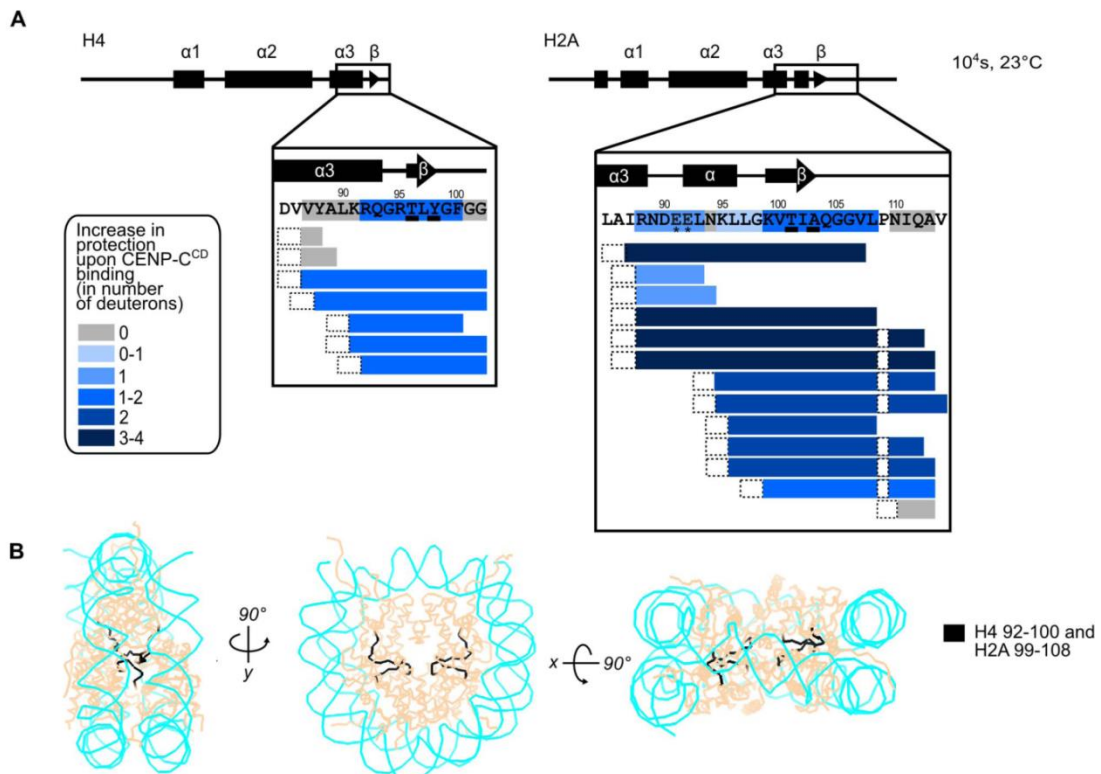 A
H4
α1
α2
α3
β
H2A
α1
α2
α3
β
10⁴s, 23°C
α3
β
90
95
100
DVVYALKRQGRTLYGFGG
α3
α
β
90
95
100
105
110
LAIRNDEELNKLLGKVTIAQGGVLPNIQAV
* *
Increase in
protection
upon CENP-Cᶜᴰ
binding
(in number
of deuterons)
0
0-1
1
1-2
2
3-4
B
90°
y
x
90°
H4 92-100 and
H2A 99-108